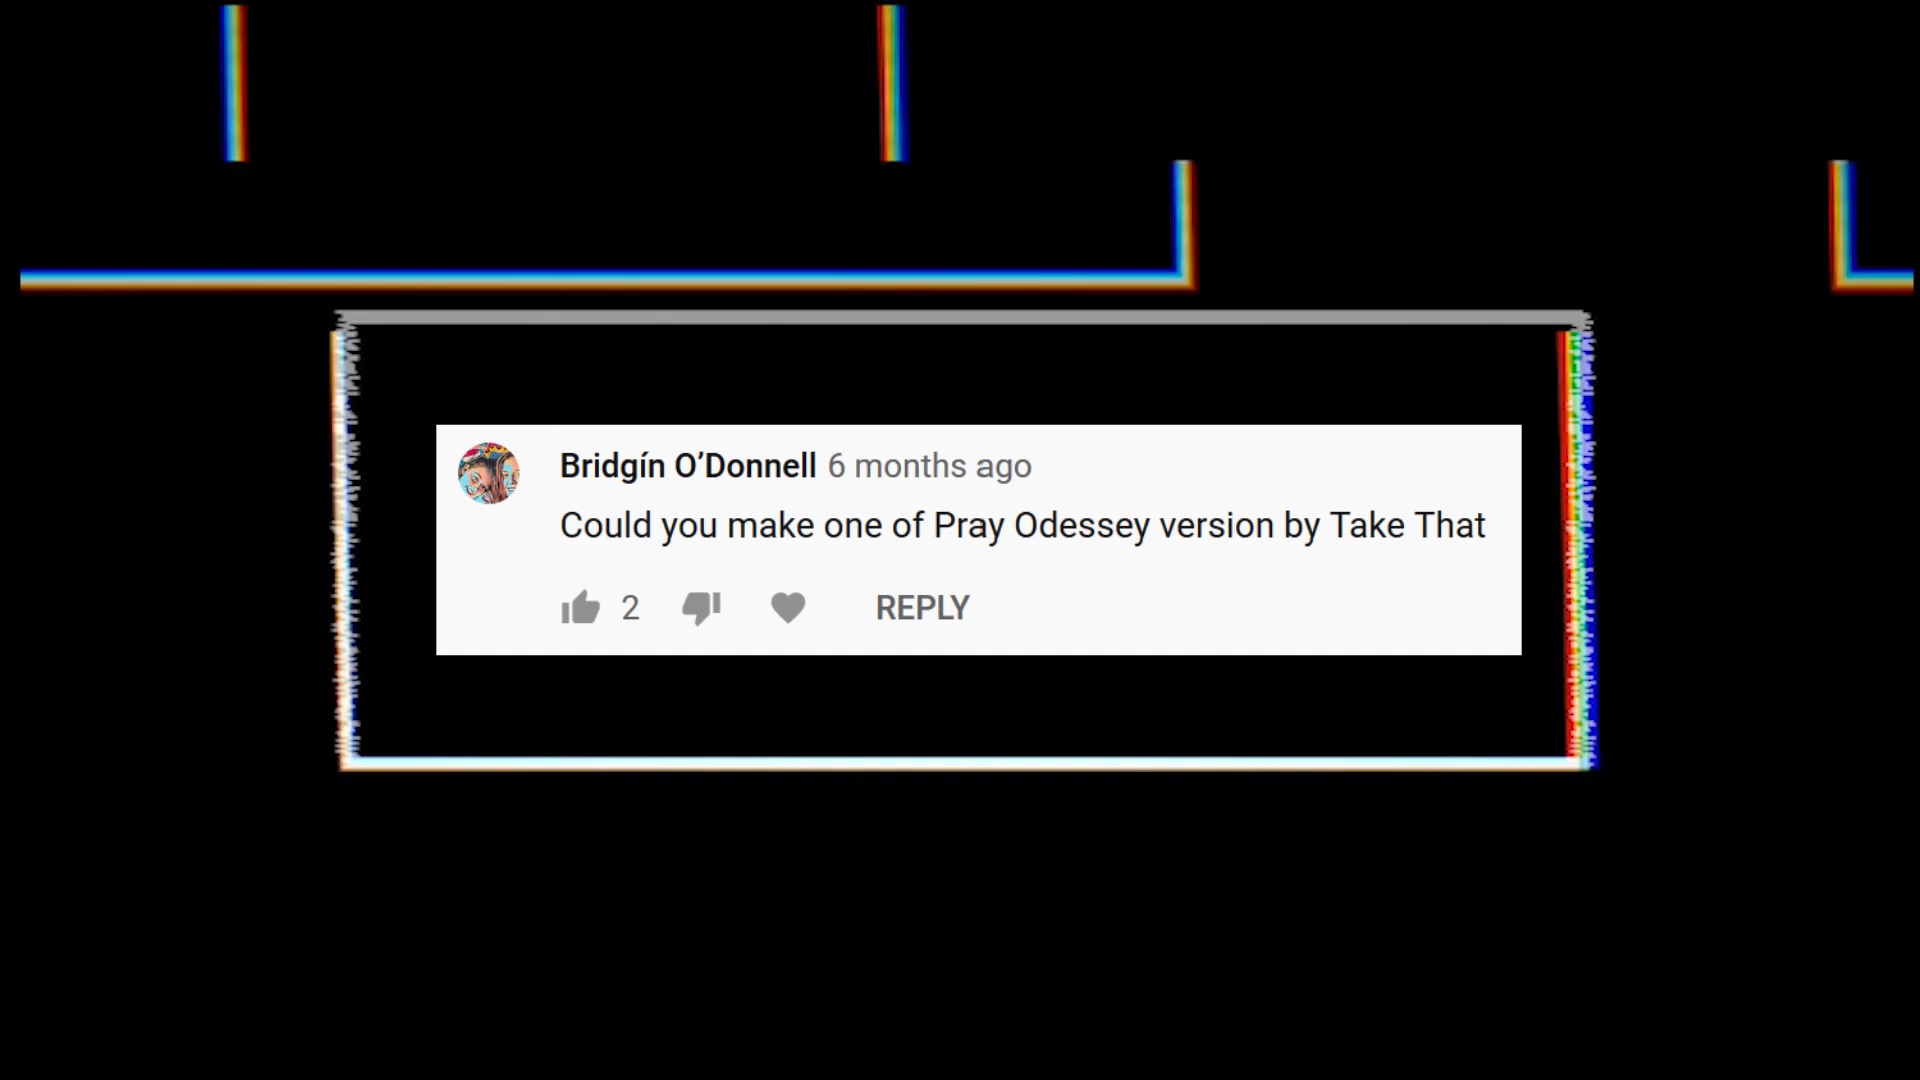 Bridgín O’Donnell 6 months ago
Could you make one of Pray Odessey version by Take That
2 REPLY